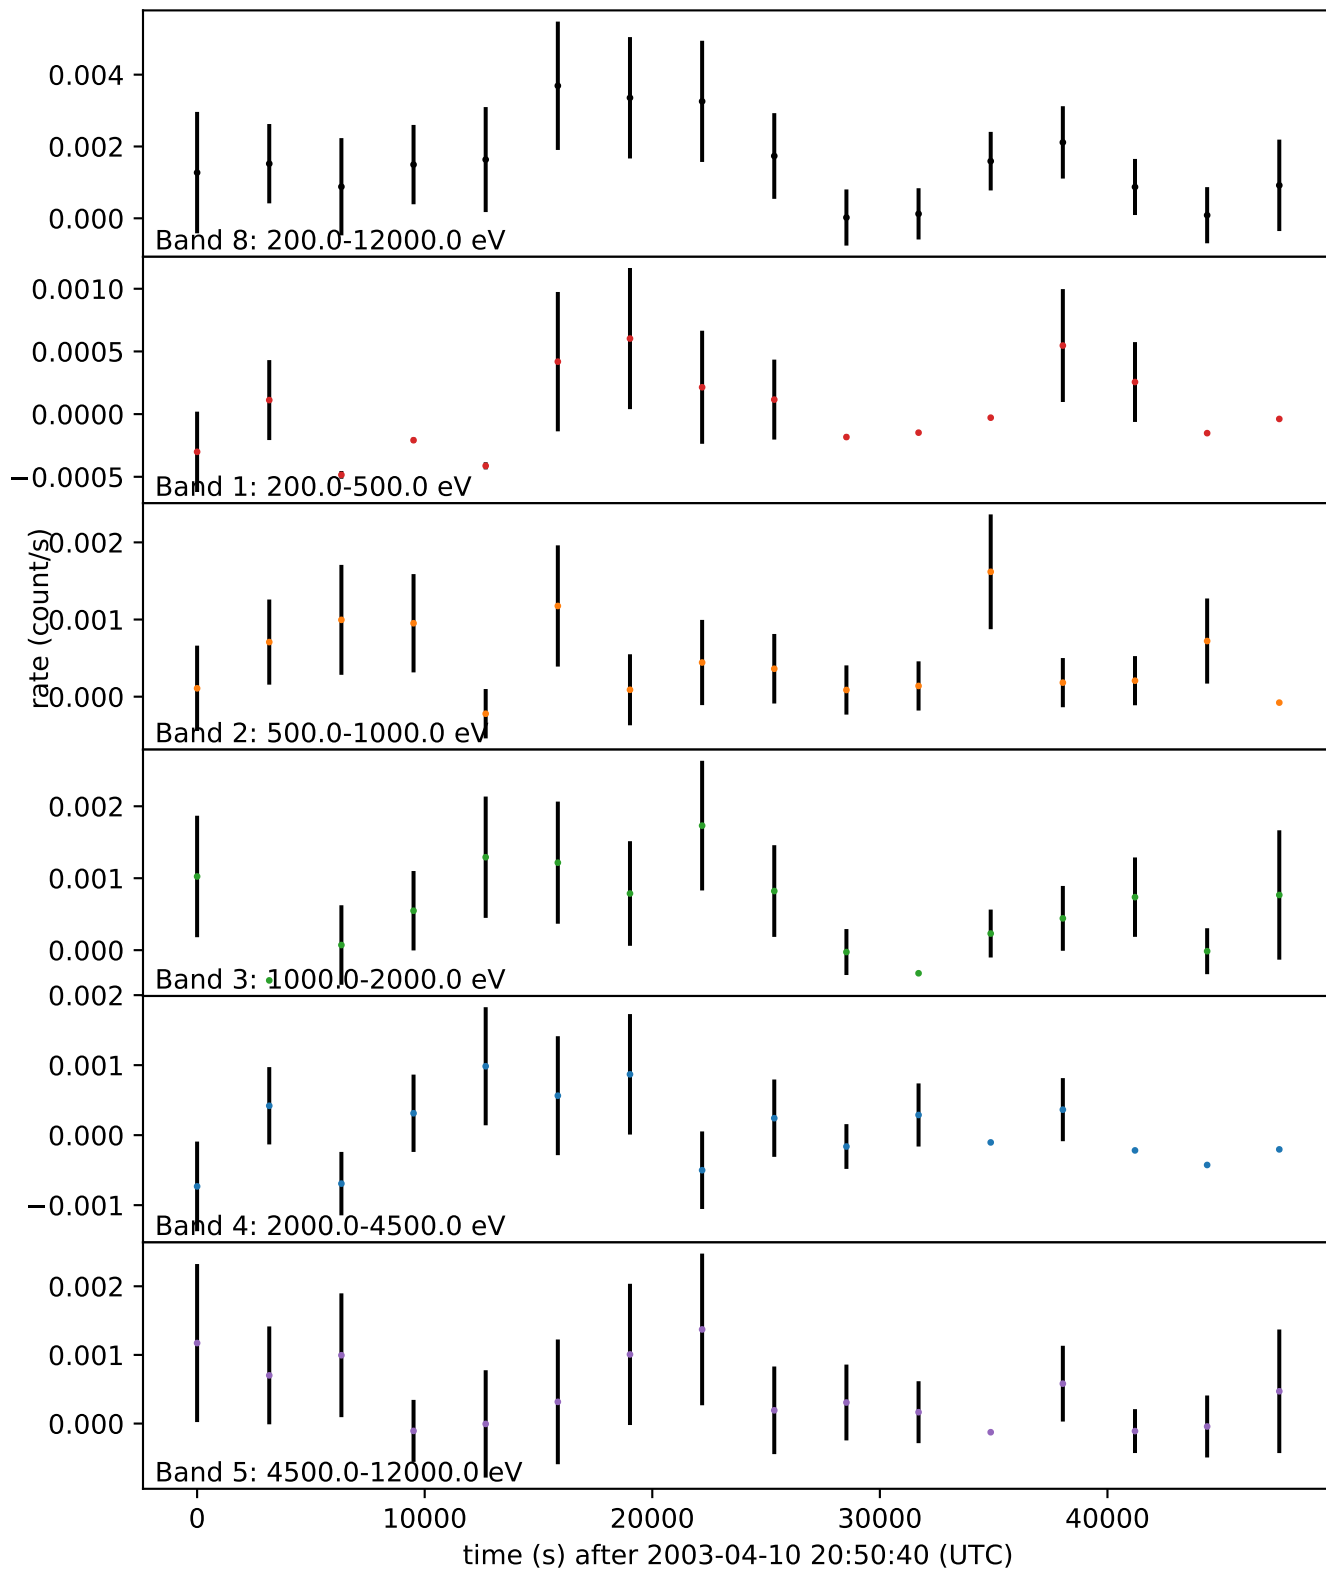 0.004
0.002
0.000
Band 8: 200.0-12000.0 eV
0.0010
0.0005
0.0000
−0.0005
Band 1: 200.0-500.0 eV
rate (count/s)
0.002
0.001
0.000
Band 2: 500.0-1000.0 eV
0.002
0.001
0.000
Band 3: 1000.0-2000.0 eV
0.002
0.001
0.000
−0.001
Band 4: 2000.0-4500.0 eV
0.002
0.001
0.000
Band 5: 4500.0-12000.0 eV
0 10000 20000 30000 40000
time (s) after 2003-04-10 20:50:40 (UTC)